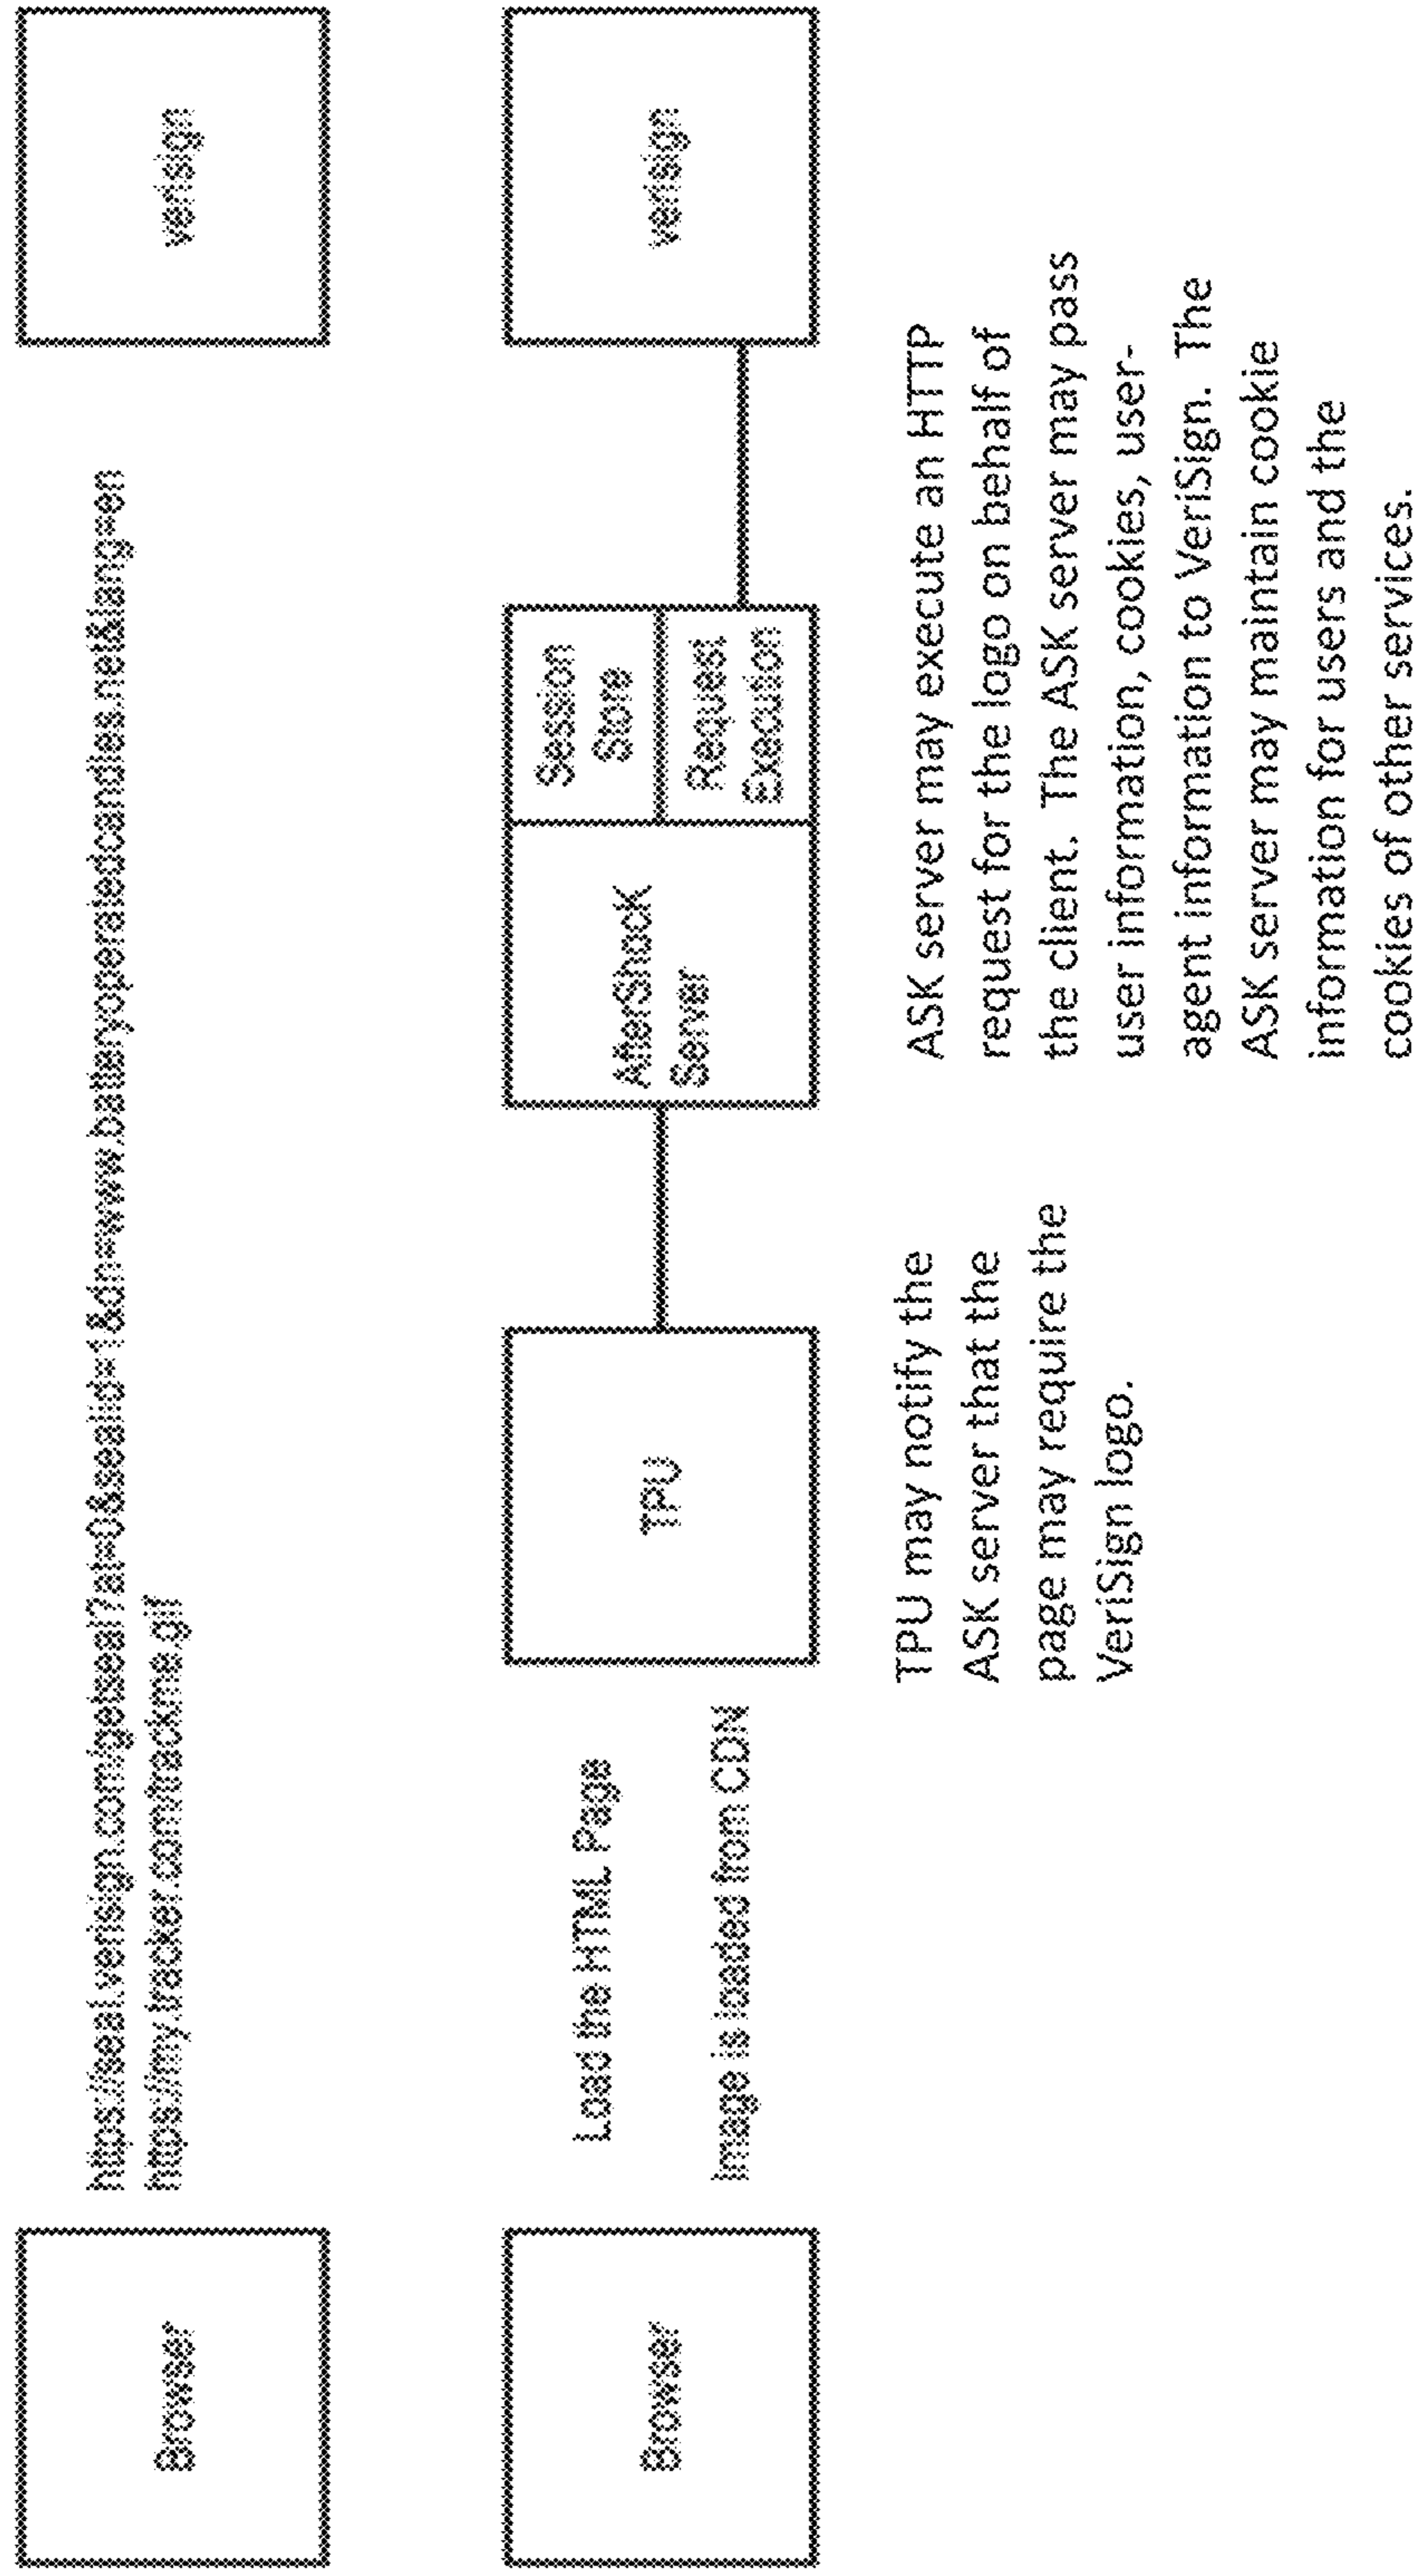 Browser
https://seal.verisign.com/getseal?at=0&sealid=1&dn=www.batteryoperatedcandles.net&lang=en
https://my.tracker.com/trackme.gif
verisign
Browser
Load the HTML Page
Image is loaded from CDN
TPU
AfterShocK
Server
Session
Store
Request
Execution
verisign
TPU may notify the
ASK server that the
page may require the
VeriSign logo.
ASK server may execute an HTTP
request for the logo on behalf of
the client. The ASK server may pass
user information, cookies, user-
agent information to VeriSign. The
ASK server may maintain cookie
information for users and the
cookies of other services.